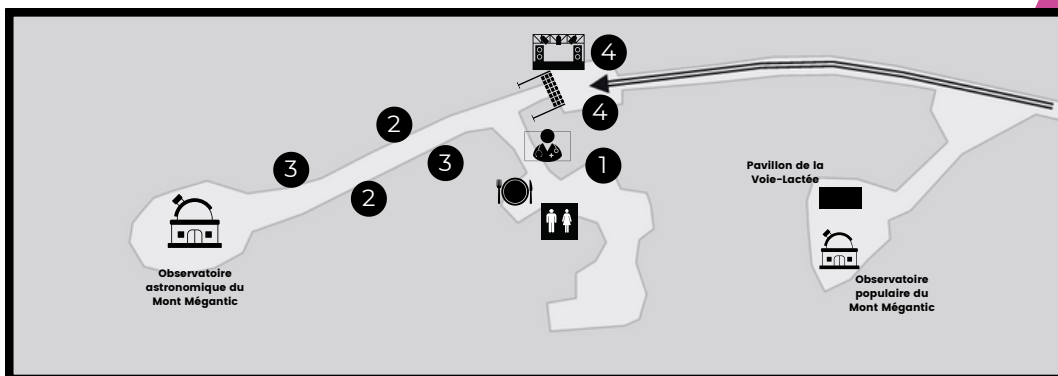 4
4
2
3
3
2
1
Pavillon de la
Voie-Lactée
Observatoire
astronomique du
Mont Mégantic
Observatoire
populaire du
Mont Mégantic